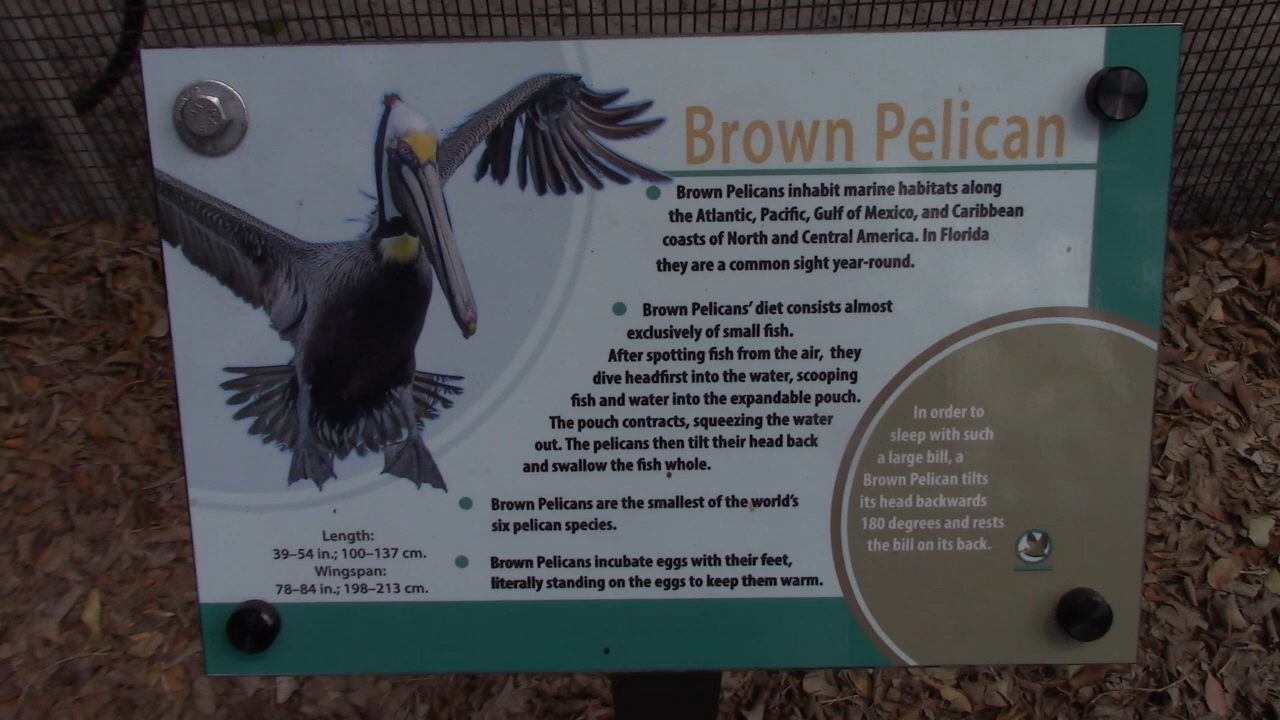 Brown Pelican
Brown Pelicans inhabit marine habitats along
the Atlantic, Pacific, Gulf of Mexico, and Caribbean
coasts of North and Central America. In Florida
they are a common sight year-round.
Brown Pelicans' diet consists almost
exclusively of small fish.
After spotting fish from the air, they
dive headfirst into the water, scooping
fish and water into the expandable pouch.
The pouch contracts, squeezing the water
out. The pelicans then tilt their head back
and swallow the fish whole.
Brown Pelicans are the smallest of the world's
six pelican species.
Brown Pelicans incubate eggs with their feet,
literally standing on the eggs to keep them warm.
Length:
39–54 in.; 100–137 cm.
Wingspan:
78–84 in.; 198–213 cm.
In order to
sleep with such
a large bill, a
Brown Pelican tilts
its head backwards
180 degrees and rests
the bill on its back.